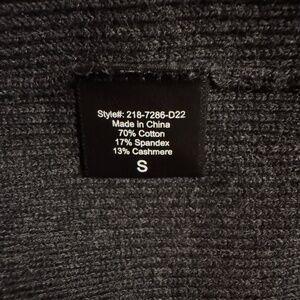 Style#: 218-7286-D22
Made in China
70% Cotton
17% Spandex
13% Cashmere
S